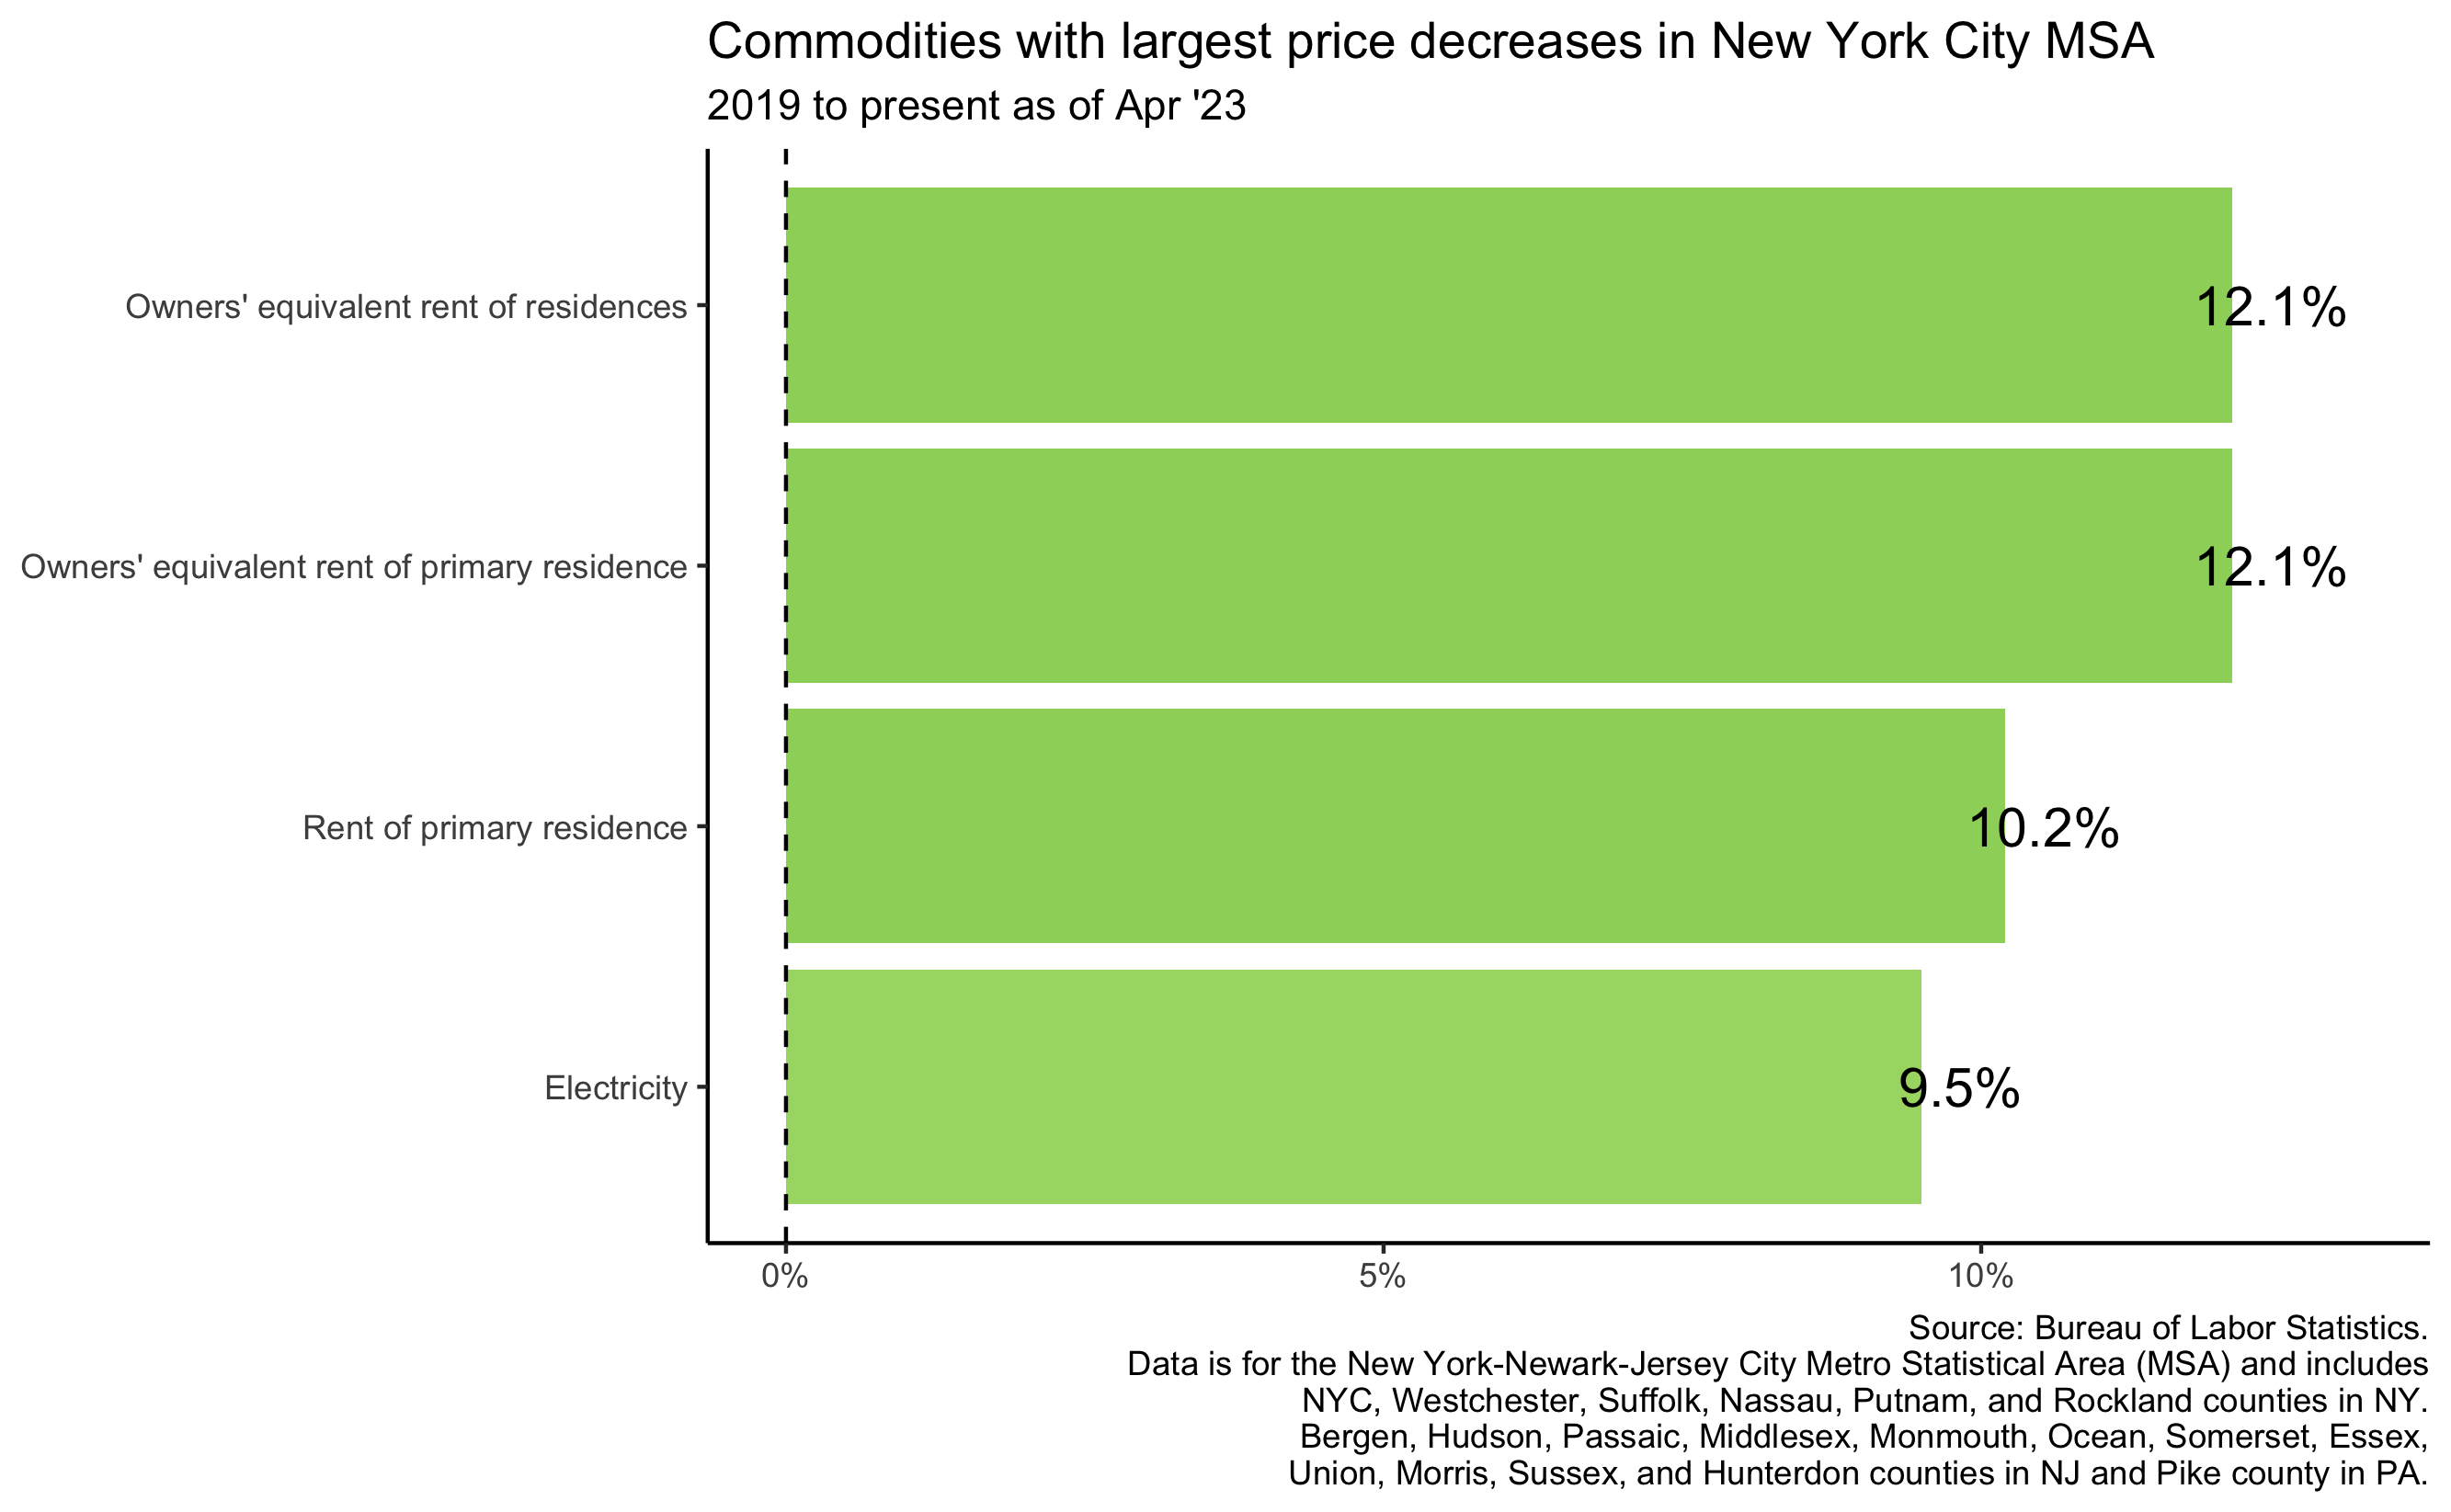 Commodities with largest price decreases in New York City MSA
2019 to present as of Apr '23
Owners' equivalent rent of residences
12.1%
Owners' equivalent rent of primary residence
12.1%
Rent of primary residence
10.2%
Electricity
9.5%
0%
5%
10%
Source: Bureau of Labor Statistics.
Data is for the New York-Newark-Jersey City Metro Statistical Area (MSA) and includes
NYC, Westchester, Suffolk, Nassau, Putnam, and Rockland counties in NY.
Bergen, Hudson, Passaic, Middlesex, Monmouth, Ocean, Somerset, Essex,
Union, Morris, Sussex, and Hunterdon counties in NJ and Pike county in PA.